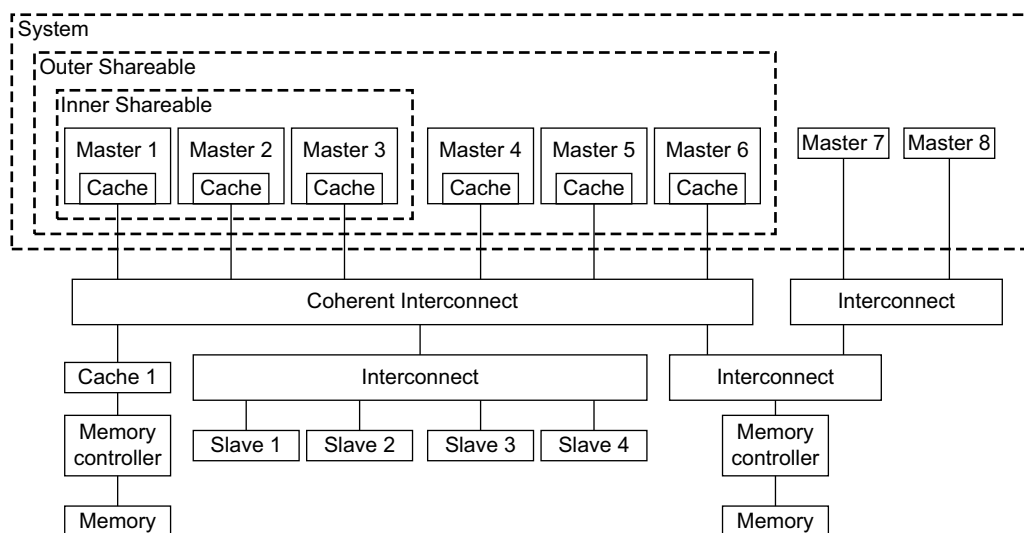 System
Outer Shareable
Inner Shareable
Master 1
Cache
Master 2
Cache
Master 3
Cache
Master 4
Cache
Master 5
Cache
Master 6
Cache
Master 7
Master 8
Coherent Interconnect
Interconnect
Cache 1
Interconnect
Interconnect
Memory
controller
Slave 1
Slave 2
Slave 3
Slave 4
Memory
controller
Memory
Memory